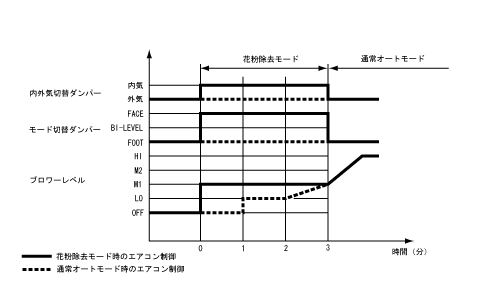 花粉除去モード
通常オートモード
内外気切替ダンパー
内気
外気
モード切替ダンパー
FACE
BI-LEVEL
FOOT
ブロワーレベル
HI
M2
M1
LO
OFF
0
1
2
3
時間（分）
花粉除去モード時のエアコン制御
通常オートモード時のエアコン制御